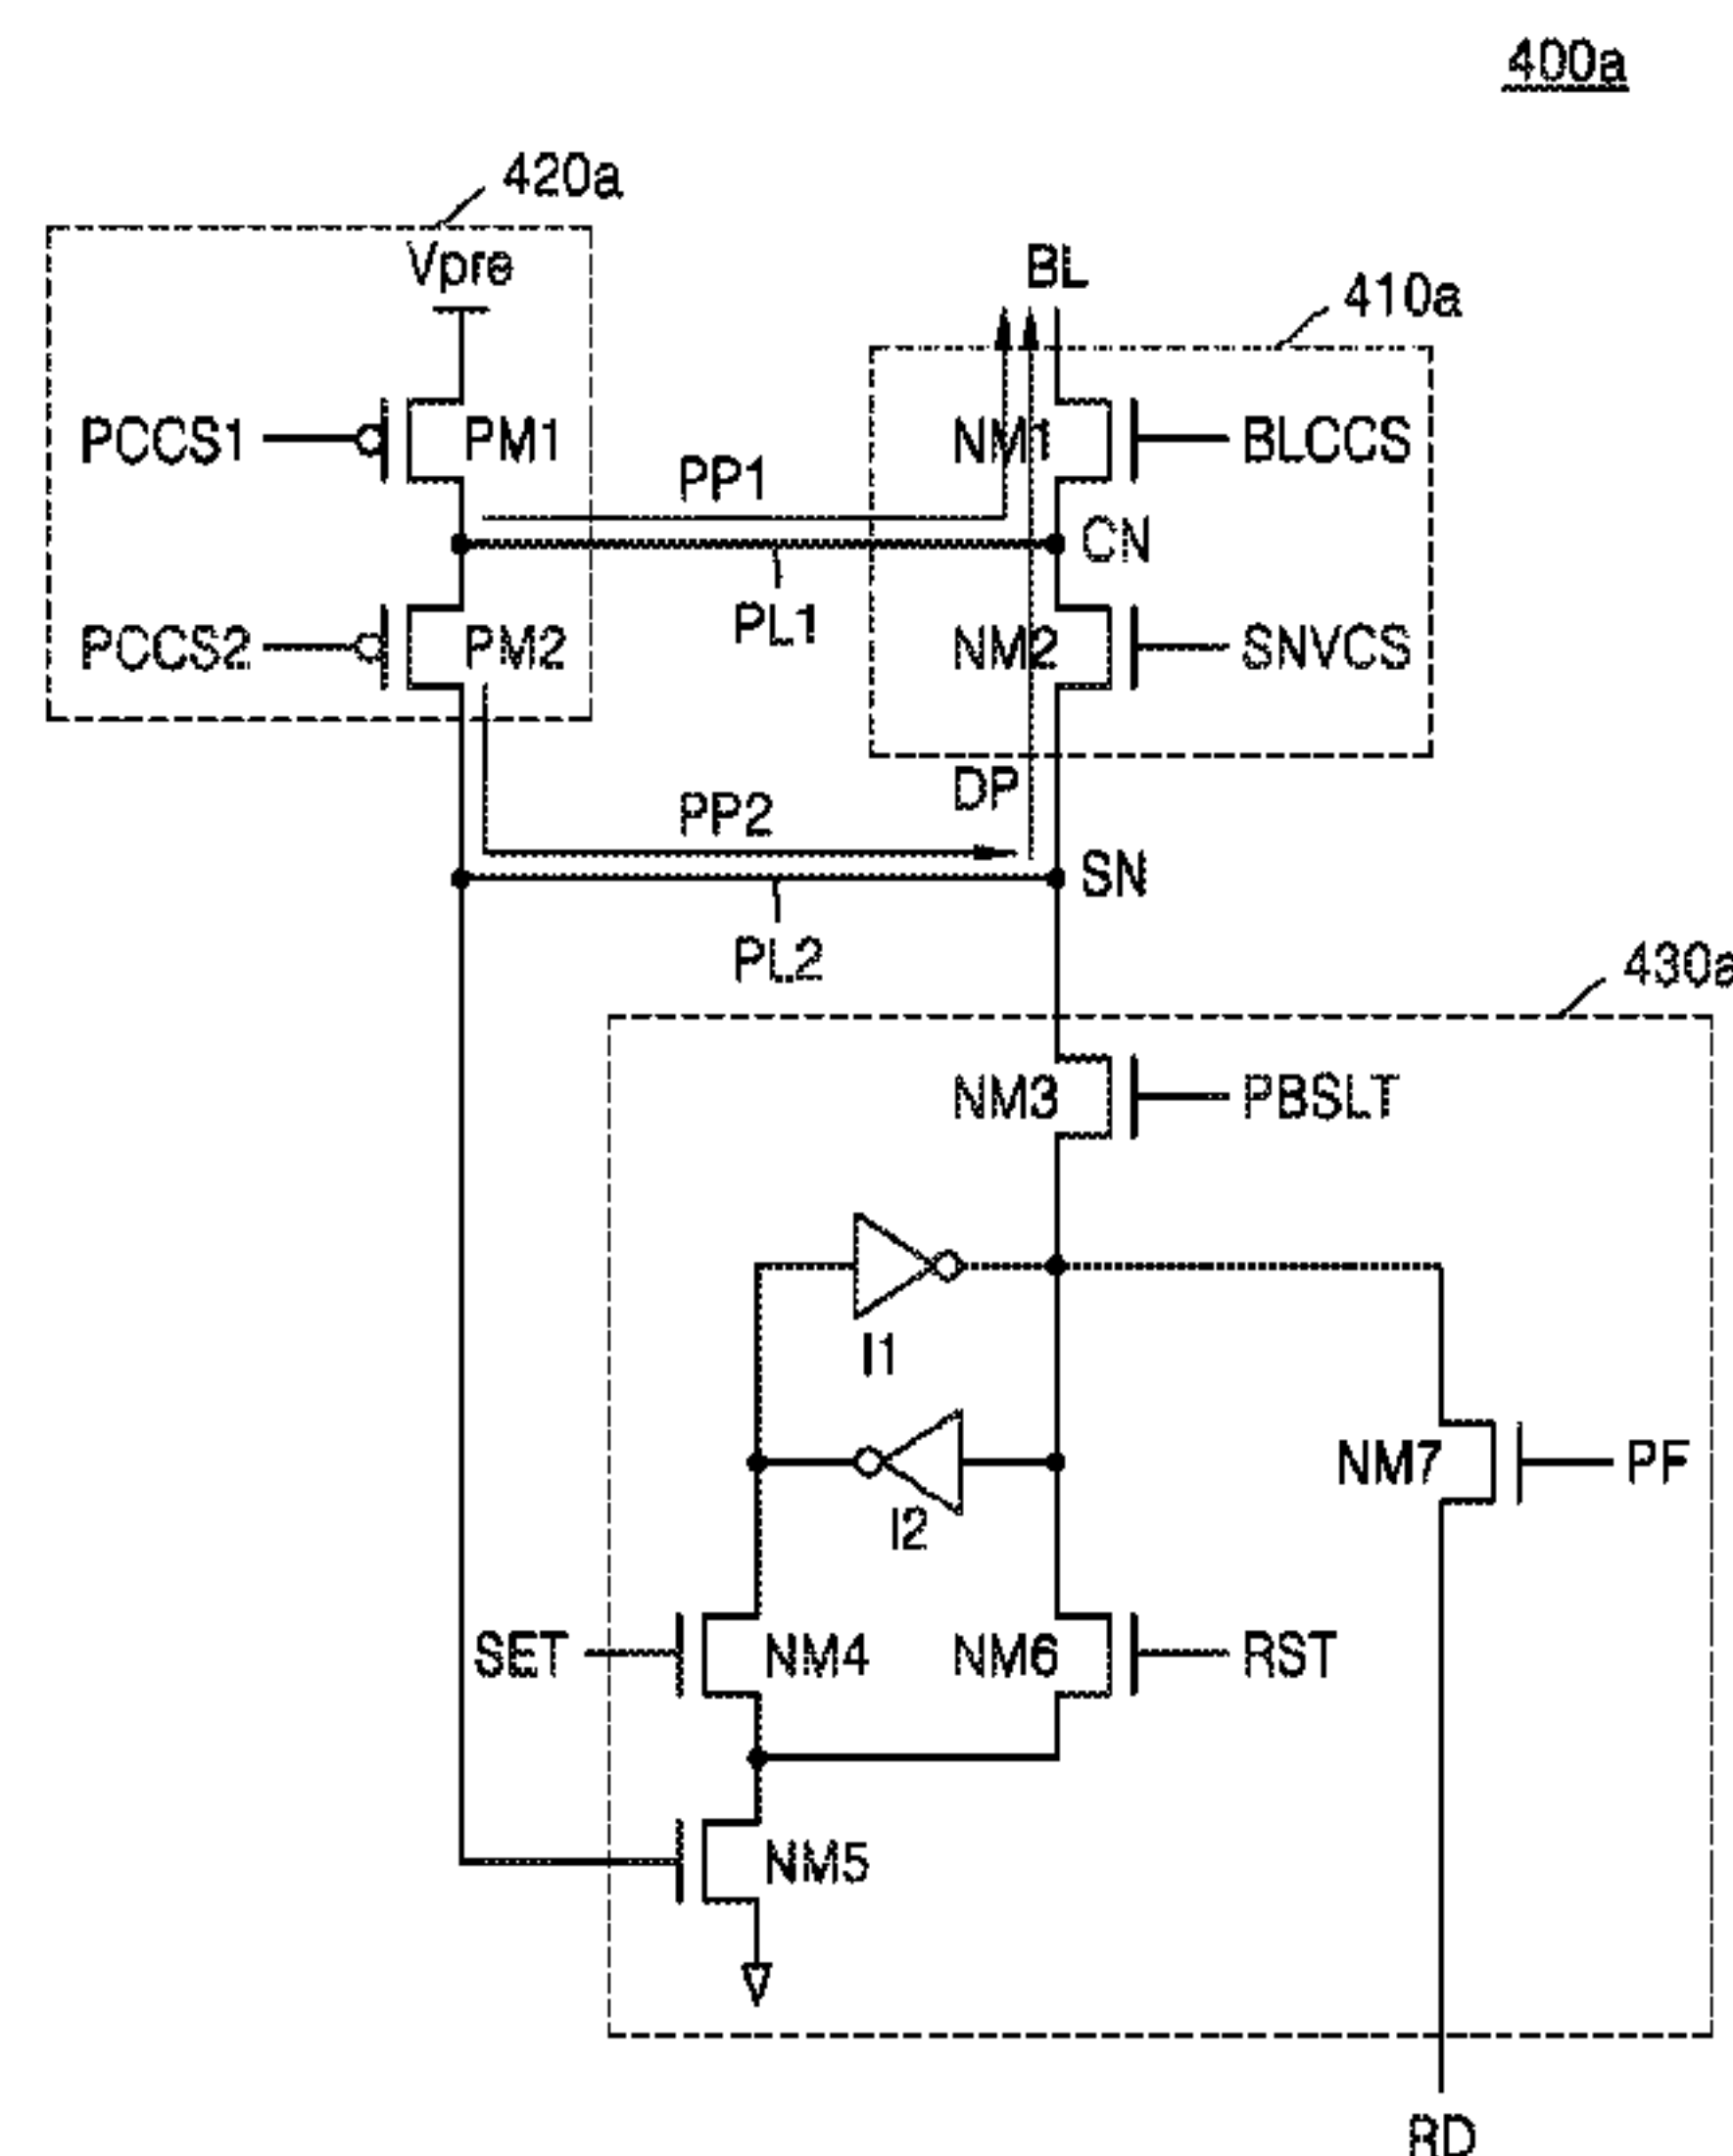 400a
420a
Vpre
BL
410a
PCCS1
PM1
NM1
BLCCS
PP1
CN
PL1
PCCS2
PM2
NM2
SNVCS
PP2
DP
SN
PL2
430a
NM3
PBSLT
I1
I2
NM7
PF
SET
NM4
NM6
RST
NM5
RD